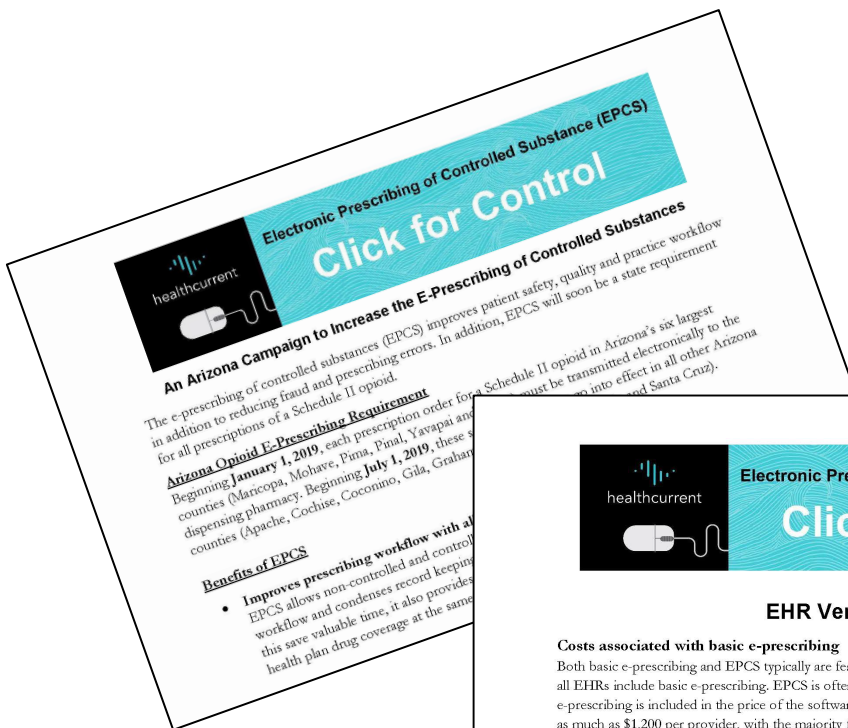 healthcurrent
Electronic Prescribing of Controlled Substance (EPCS)
Click for Control
An Arizona Campaign to Increase the E-Prescribing of Controlled Substances
The e-prescribing of controlled substances (EPCS) improves patient safety, quality and practice workflow
in addition to reducing fraud and prescribing errors. In addition, EPCS will soon be a state requirement
for all prescriptions of a Schedule II opioid.
Arizona Opioid E-Prescribing Requirement
Beginning January 1, 2019, each prescription order for a Schedule II opioid in Arizona's six largest
counties (Maricopa, Mohave, Pima, Pinal, Yavapai and must be transmitted electronically to the
dispensing pharmacy. Beginning July 1, 2019, these s go into effect in all other Arizona
counties (Apache, Cochise, Coconino, Gila, Graham and Santa Cruz).
Benefits of EPCS
• Improves prescribing workflow with al
EPCS allows non-controlled and controll
workflow and condenses record keeping
this save valuable time, it also provides
health plan drug coverage at the same
healthcurrent
Electronic Pre
Clic
EHR Ver
Costs associated with basic e-prescribing
Both basic e-prescribing and EPCS typically are fea
all EHRs include basic e-prescribing. EPCS is ofte
e-prescribing is included in the price of the softwar
as much as $1,200 per provider, with the majority